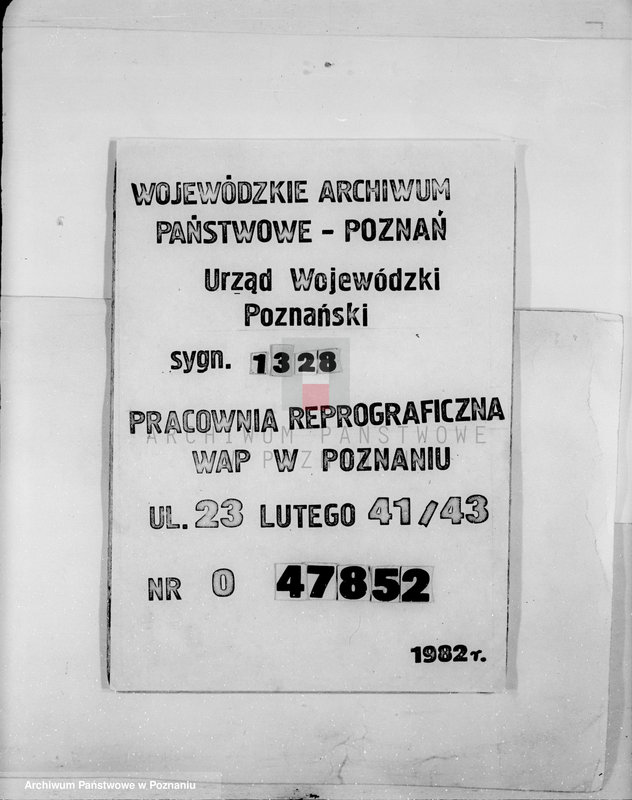 WOJEWÓDZKIE ARCHIWUM
PAŃSTWOWE - POZNAŃ
Urząd Wojewódzki
Poznański
sygn. 1328
PRACOWNIA REPROGRAFICZNA
ARCHIWUM PAŃSTWOWE
WAP W POZNANIU
UL. 23 LUTEGO 41/43
NR 0 47852
1982 r.
Archiwum Państwowe w Poznaniu